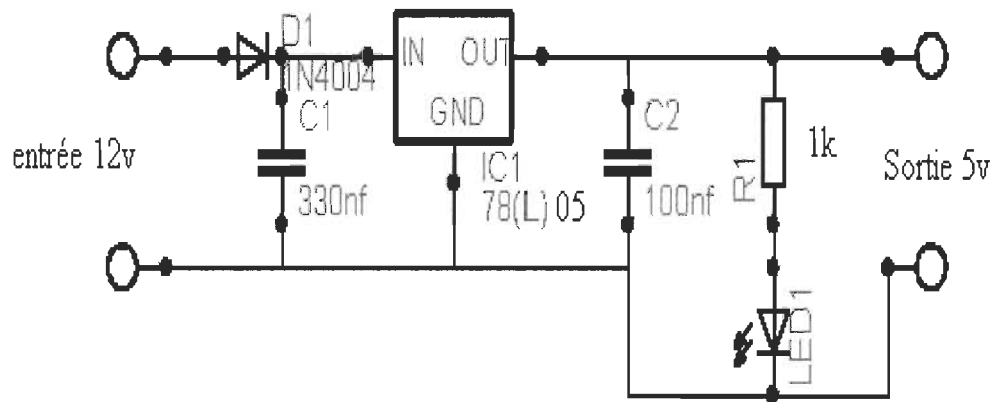 D1
1N4004
IN OUT
GND
C1
330nf
IC1
78(L) 05
C2
100nf
R1
1k
LED1
entrée 12v
Sortie 5v